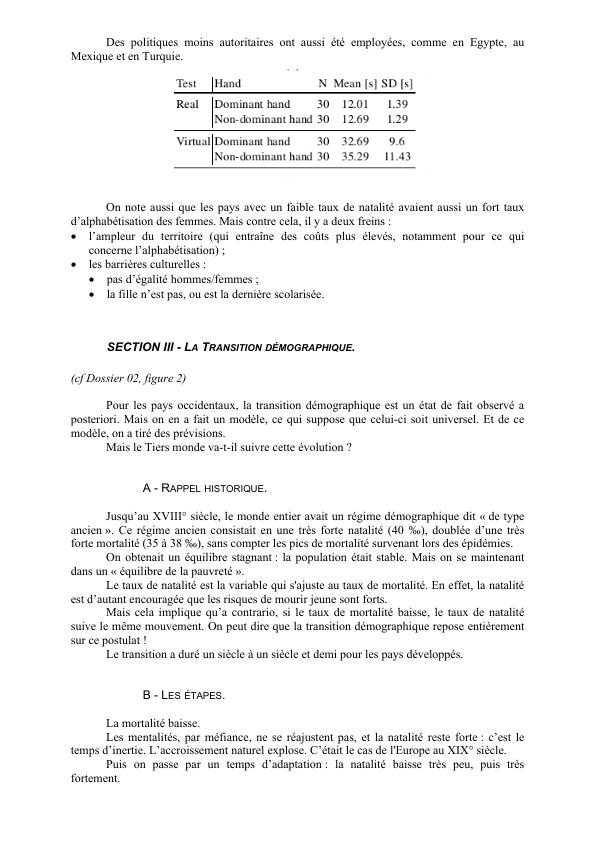 Des politiques moins autoritaires ont aussi été employées, comme en Egypte, au
Mexique et en Turquie.
Test Hand N Mean [s] SD [s]
Real Dominant hand 30 12.01 1.39
Non-dominant hand 30 12.69 1.29
Virtual Dominant hand 30 32.69 9.6
Non-dominant hand 30 35.29 11.43
On note aussi que les pays avec un faible taux de natalité avaient aussi un fort taux
d'alphabétisation des femmes. Mais contre cela, il y a deux freins :
• l'ampleur du territoire (qui entraîne des coûts plus élevés, notamment pour ce qui
concerne l'alphabétisation) ;
• les barrières culturelles :
• pas d'égalité hommes/femmes ;
• la fille n'est pas, ou est la dernière scolarisée.
SECTION III - LA TRANSITION DÉMOGRAPHIQUE.
(cf Dossier 02, figure 2)
Pour les pays occidentaux, la transition démographique est un état de fait observé a
posteriori. Mais on en a fait un modèle, ce qui suppose que celui-ci soit universel. Et de ce
modèle, on a tiré des prévisions.
Mais le Tiers monde va-t-il suivre cette évolution ?
A - RAPPEL HISTORIQUE.
Jusqu'au XVIII° siècle, le monde entier avait un régime démographique dit « de type
ancien ». Ce régime ancien consistait en une très forte natalité (40 ‰), doublée d'une très
forte mortalité (35 à 38 ‰), sans compter les pics de mortalité survenant lors des épidémies.
On obtenait un équilibre stagnant : la population était stable. Mais on se maintenant
dans un « équilibre de la pauvreté ».
Le taux de natalité est la variable qui s'ajuste au taux de mortalité. En effet, la natalité
est d'autant encouragée que les risques de mourir jeune sont forts.
Mais cela implique qu'a contrario, si le taux de mortalité baisse, le taux de natalité
suive le même mouvement. On peut dire que la transition démographique repose entièrement
sur ce postulat !
Le transition a duré un siècle à un siècle et demi pour les pays développés.
B - LES ÉTAPES.
La mortalité baisse.
Les mentalités, par méfiance, ne se réajustent pas, et la natalité reste forte : c'est le
temps d'inertie. L'accroissement naturel explose. C'était le cas de l'Europe au XIX° siècle.
Puis on passe par un temps d'adaptation : la natalité baisse très peu, puis très
fortement.